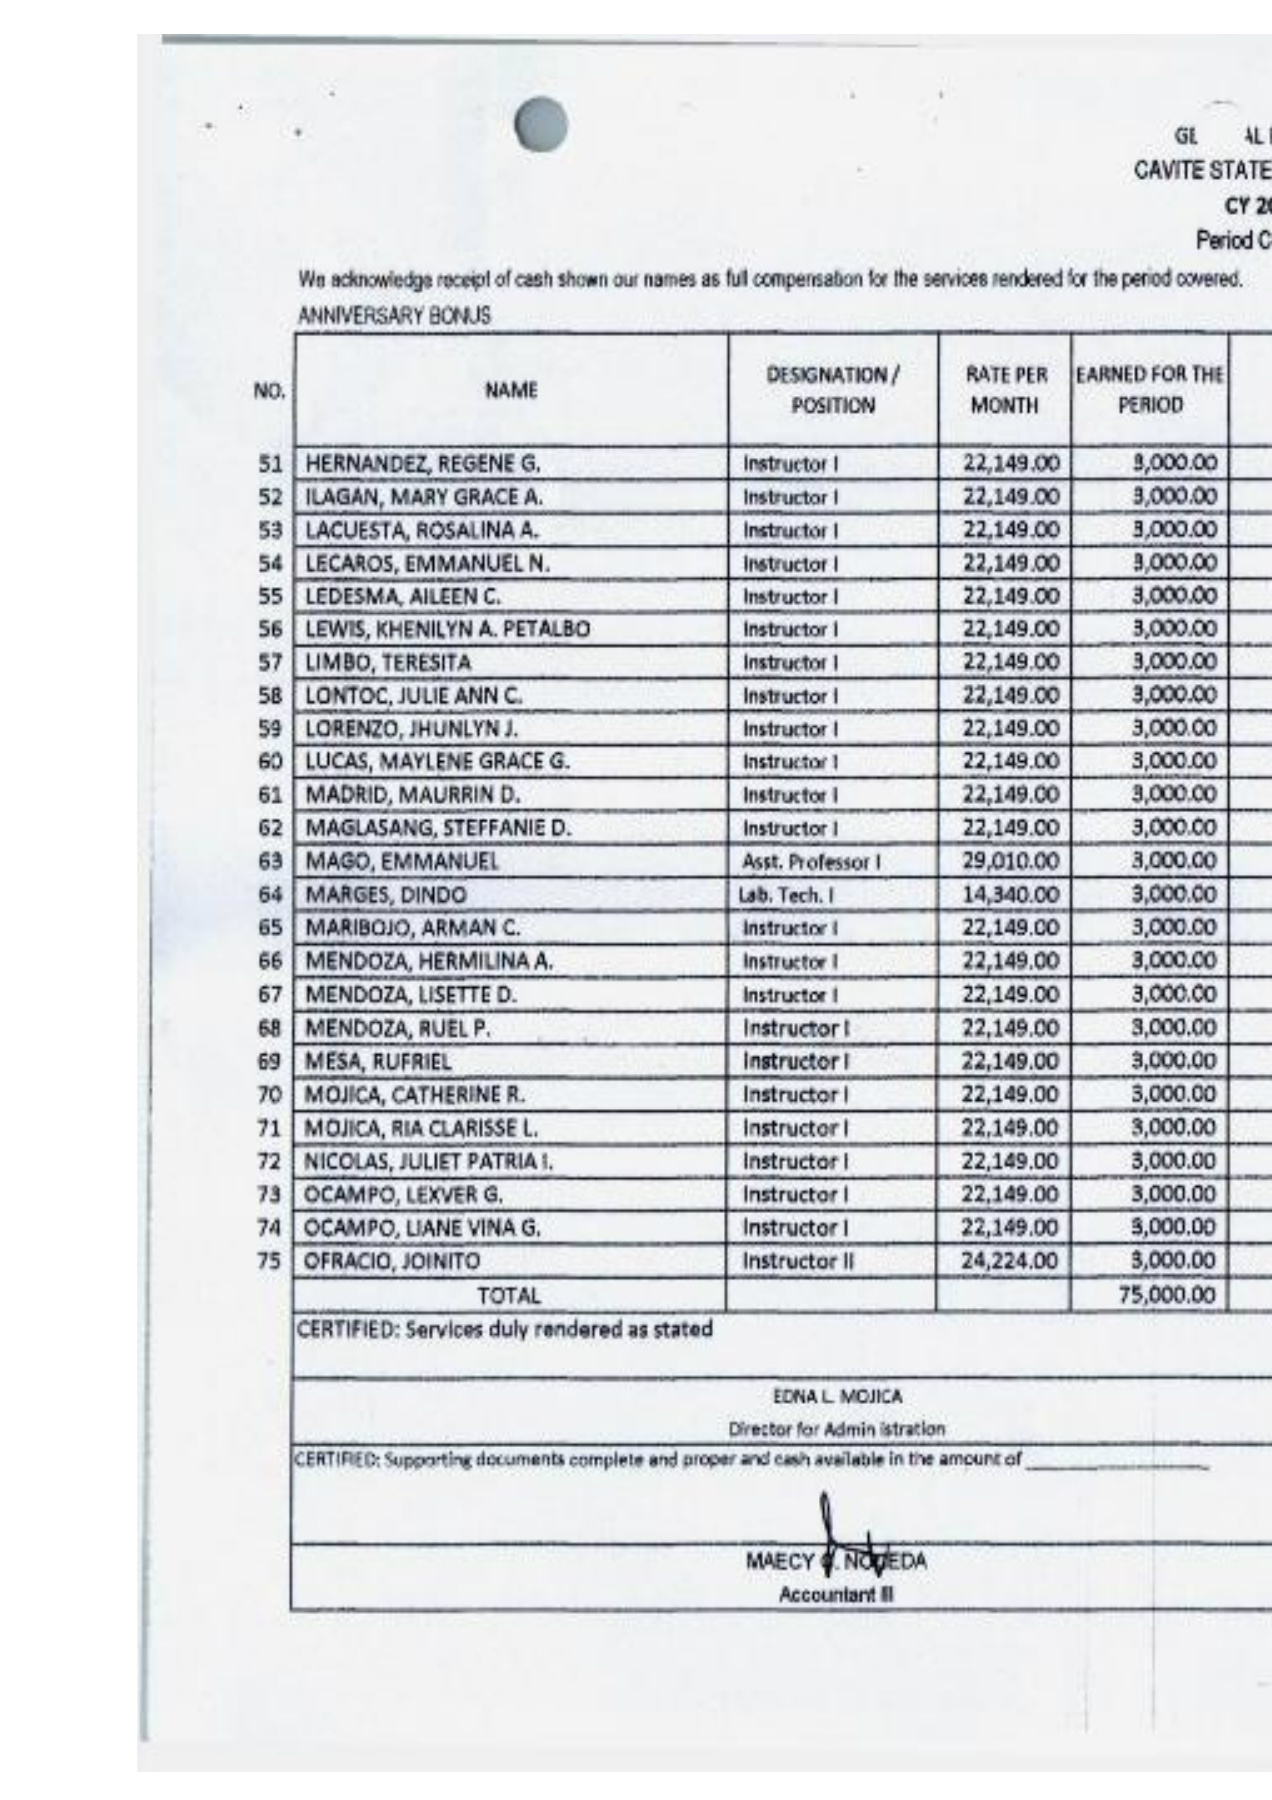 GE AL
CAVITE STATE
CY 20
Period C
We acknowledge receipt of cash shown our names as full compensation for the services rendered for the period covered.
ANNIVERSARY BONUS
NO. NAME DESIGNATION / POSITION RATE PER MONTH EARNED FOR THE PERIOD
51 HERNANDEZ, REGENE G. Instructor I 22,149.00 3,000.00
52 ILAGAN, MARY GRACE A. Instructor I 22,149.00 3,000.00
53 LACUESTA, ROSALINA A. Instructor I 22,149.00 3,000.00
54 LECAROS, EMMANUEL N. Instructor I 22,149.00 3,000.00
55 LEDESMA, AILEEN C. Instructor I 22,149.00 3,000.00
56 LEWIS, KHENILYN A. PETALBO Instructor I 22,149.00 3,000.00
57 LIMBO, TERESITA Instructor I 22,149.00 3,000.00
58 LONTOC, JULIE ANN C. Instructor I 22,149.00 3,000.00
59 LORENZO, JHUNLYN J. Instructor I 22,149.00 3,000.00
60 LUCAS, MAYLENE GRACE G. Instructor I 22,149.00 3,000.00
61 MADRID, MAURRIN D. Instructor I 22,149.00 3,000.00
62 MAGLASANG, STEFFANIE D. Instructor I 22,149.00 3,000.00
63 MAGO, EMMANUEL Asst. Professor I 29,010.00 3,000.00
64 MARGES, DINDO Lab. Tech. I 14,340.00 3,000.00
65 MARIBOJO, ARMAN C. Instructor I 22,149.00 3,000.00
66 MENDOZA, HERMILINA A. Instructor I 22,149.00 3,000.00
67 MENDOZA, LISETTE D. Instructor I 22,149.00 3,000.00
68 MENDOZA, RUEL P. Instructor I 22,149.00 3,000.00
69 MESA, RUFRIEL Instructor I 22,149.00 3,000.00
70 MOJICA, CATHERINE R. Instructor I 22,149.00 3,000.00
71 MOJICA, RIA CLARISSE L. Instructor I 22,149.00 3,000.00
72 NICOLAS, JULIET PATRIA I. Instructor I 22,149.00 3,000.00
73 OCAMPO, LEXVER G. Instructor I 22,149.00 3,000.00
74 OCAMPO, LIANE VINA G. Instructor I 22,149.00 3,000.00
75 OFRACIO, JOINITO Instructor II 24,224.00 3,000.00
TOTAL 75,000.00
CERTIFIED: Services duly rendered as stated
EDNA L. MOJICA
Director for Admin istration
CERTIFIED: Supporting documents complete and proper and cash available in the amount of
MAECY
Accountant III